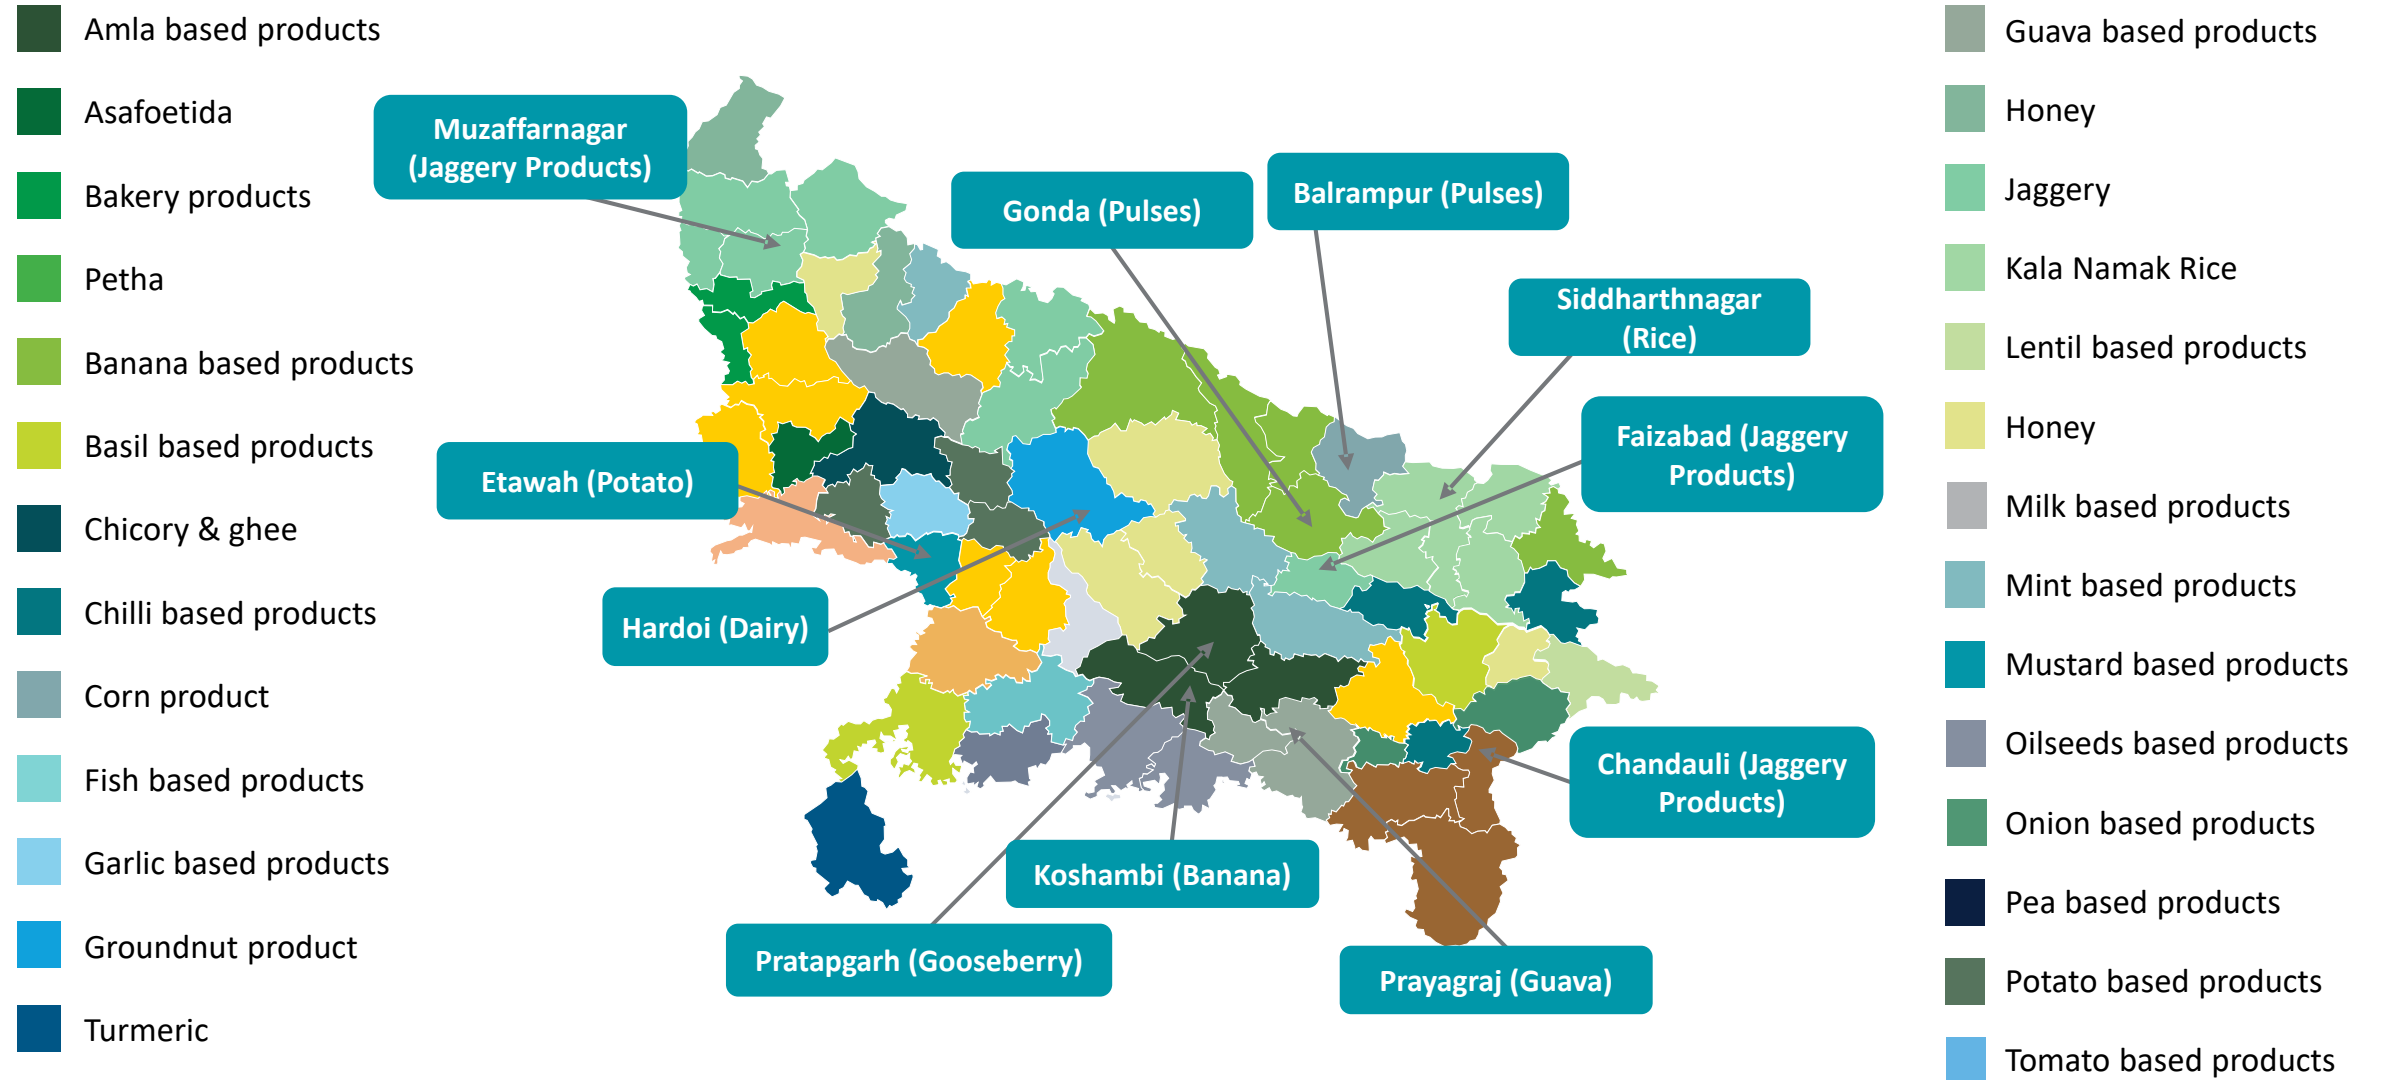 Amla based products
Asafoetida
Bakery products
Petha
Banana based products
Basil based products
Chicory & ghee
Chilli based products
Corn product
Fish based products
Garlic based products
Groundnut product
Turmeric
Muzaffarnagar
(Jaggery Products)
Gonda (Pulses)
Balrampur (Pulses)
Siddharthnagar
(Rice)
Faizabad (Jaggery
Products)
Etawah (Potato)
Hardoi (Dairy)
Chandauli (Jaggery
Products)
Koshambi (Banana)
Pratapgarh (Gooseberry)
Prayagraj (Guava)
Guava based products
Honey
Jaggery
Kala Namak Rice
Lentil based products
Honey
Milk based products
Mint based products
Mustard based products
Oilseeds based products
Onion based products
Pea based products
Potato based products
Tomato based products